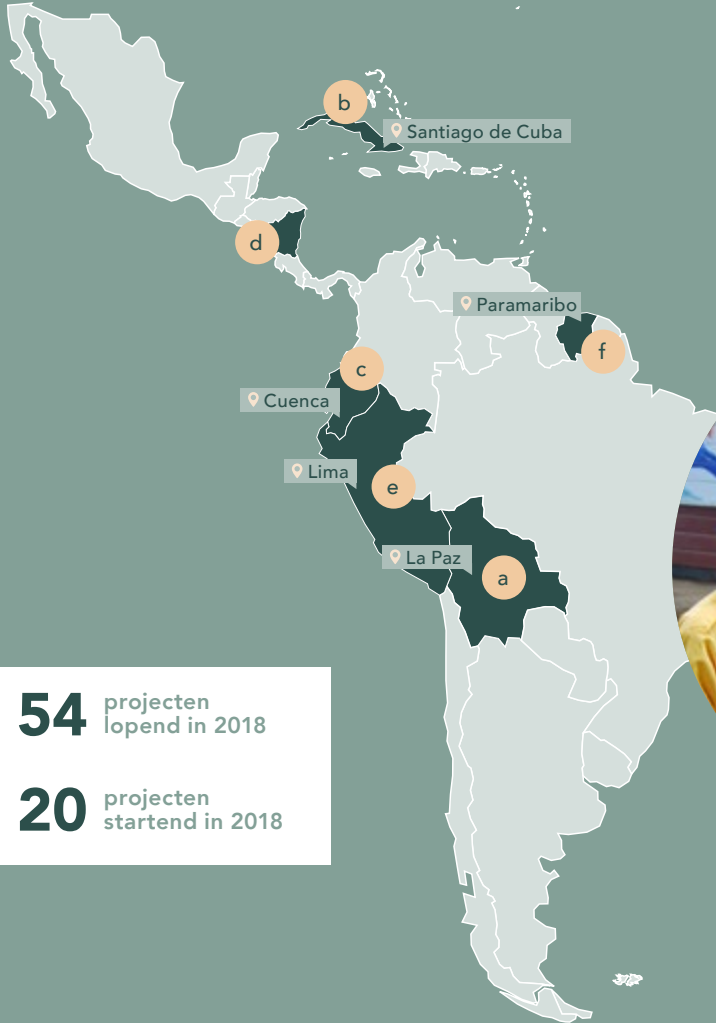 b
Santiago de Cuba
d
Paramaribo
f
c
Cuenca
Lima
e
La Paz
a
54 projecten
lopend in 2018
20 projecten
startend in 2018